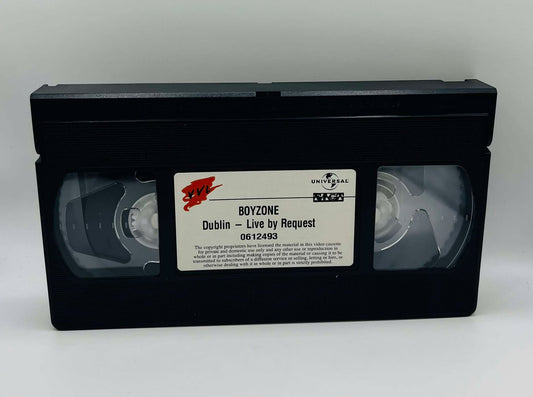 VVL
UNIVERSAL
BOYZONE
Dublin – Live by Request
0612493
The copyright proprietors have licensed the material in this video cassette
for private and domestic use only and any other use or reproduction in
whole or in part including making copies of the material or causing it to be
transmitted to subscribers of a diffusion service or selling, letting or hire, or
otherwise dealing with it as whole or in part is strictly prohibited.